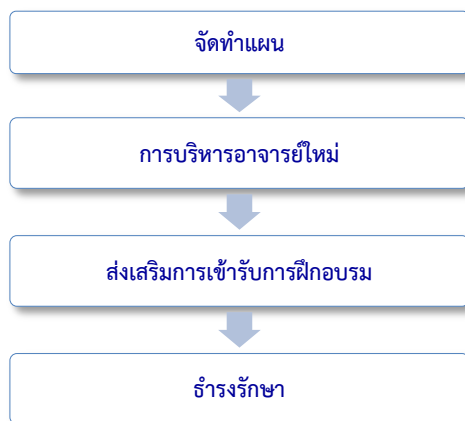 จัดทำแผน
การบริหารอาจารย์ใหม่
ส่งเสริมการเข้ารับการฝึกอบรม
ธำรงรักษา